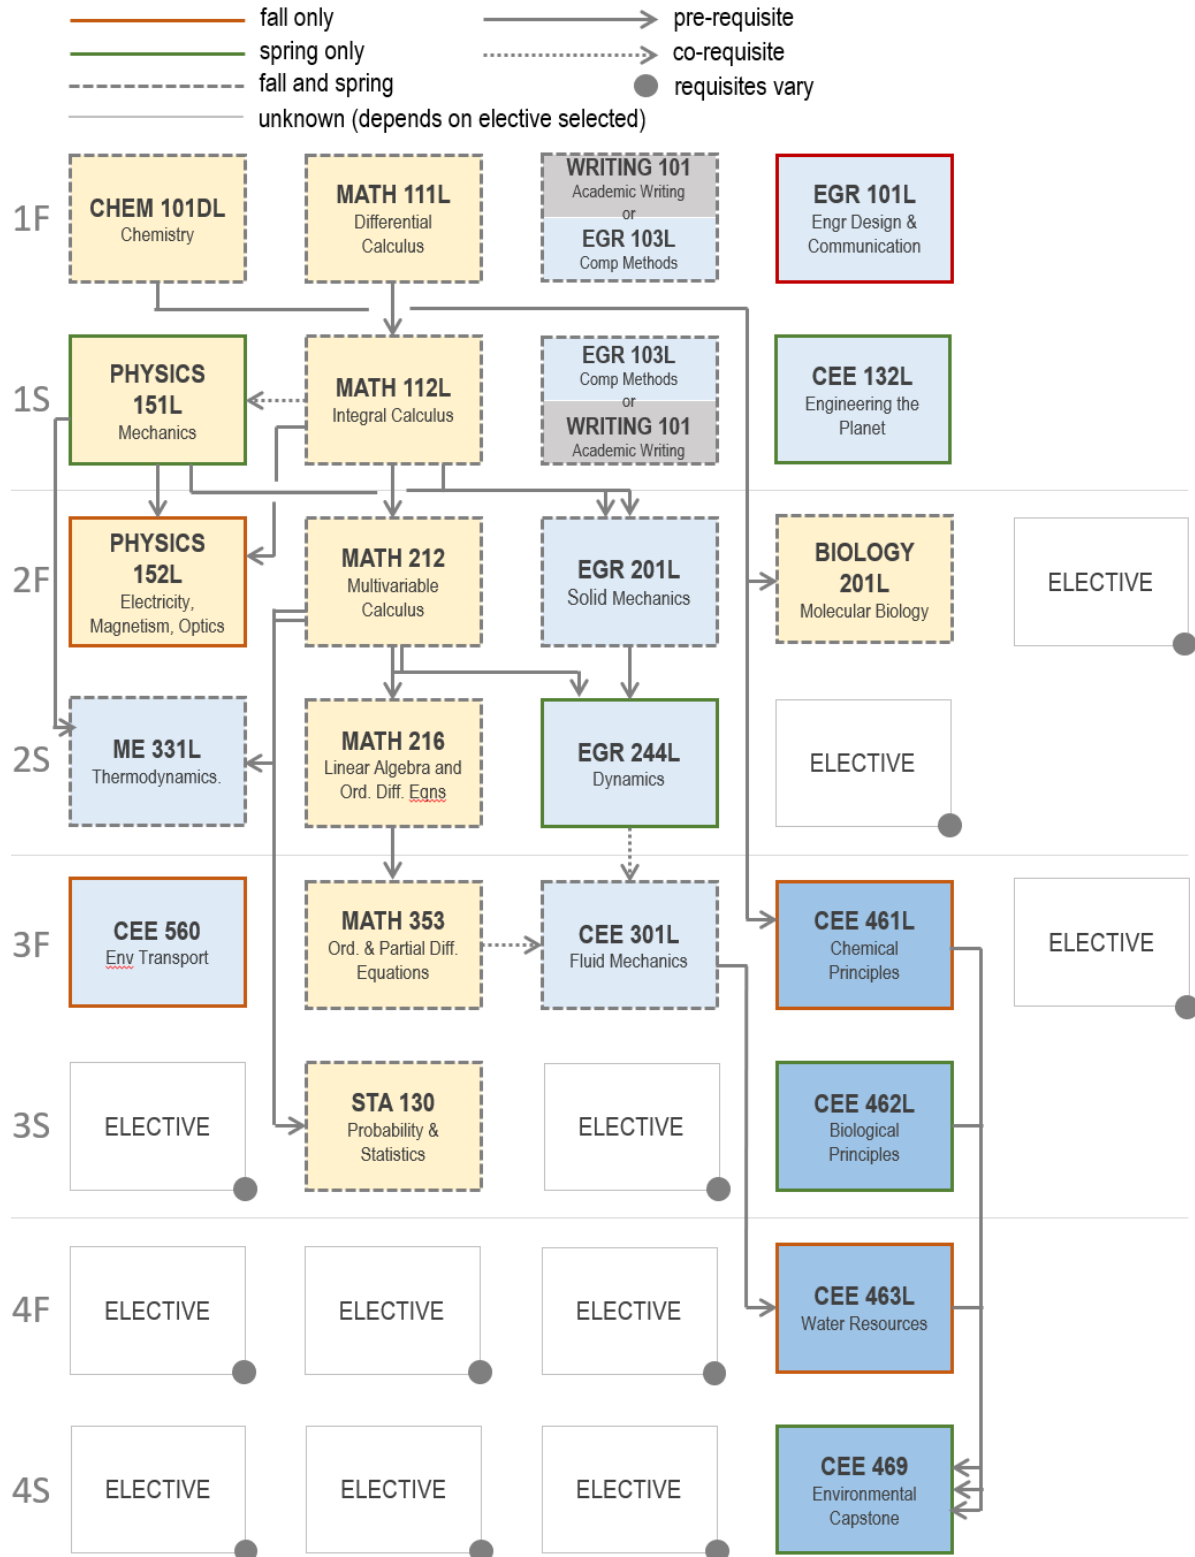 fall only
pre-requisite
spring only
co-requisite
fall and spring
requisites vary
unknown (depends on elective selected)
1F
CHEM 101DL
Chemistry
MATH 111L
Differential
Calculus
WRITING 101
Academic Writing
or
EGR 103L
Comp Methods
EGR 101L
Engr Design &
Communication
1S
PHYSICS
151L
Mechanics
MATH 112L
Integral Calculus
EGR 103L
Comp Methods
or
WRITING 101
Academic Writing
CEE 132L
Engineering the
Planet
2F
PHYSICS
152L
Electricity,
Magnetism, Optics
MATH 212
Multivariable
Calculus
EGR 201L
Solid Mechanics
BIOLOGY
201L
Molecular Biology
ELECTIVE
2S
ME 331L
Thermodynamics.
MATH 216
Linear Algebra and
Ord. Diff. Eqns
EGR 244L
Dynamics
ELECTIVE
3F
CEE 560
Env Transport
MATH 353
Ord. & Partial Diff.
Equations
CEE 301L
Fluid Mechanics
CEE 461L
Chemical
Principles
ELECTIVE
3S
ELECTIVE
STA 130
Probability &
Statistics
ELECTIVE
CEE 462L
Biological
Principles
4F
ELECTIVE
ELECTIVE
ELECTIVE
CEE 463L
Water Resources
4S
ELECTIVE
ELECTIVE
ELECTIVE
CEE 469
Environmental
Capstone